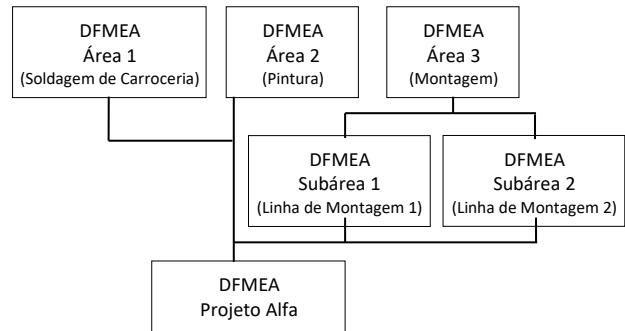 DFMEA
Área 1
(Soldagem de Carroceria)
DFMEA
Área 2
(Pintura)
DFMEA
Área 3
(Montagem)
DFMEA
Subárea 1
(Linha de Montagem 1)
DFMEA
Subárea 2
(Linha de Montagem 2)
DFMEA
Projeto Alfa